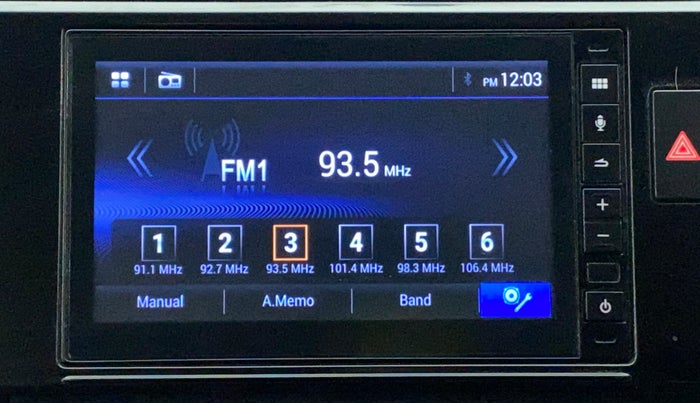 PM 12:03
FM1 93.5 MHz
1 2 3 4 5 6
91.1 MHz 92.7 MHz 93.5 MHz 101.4 MHz 98.3 MHz 106.4 MHz
Manual A.Memo Band